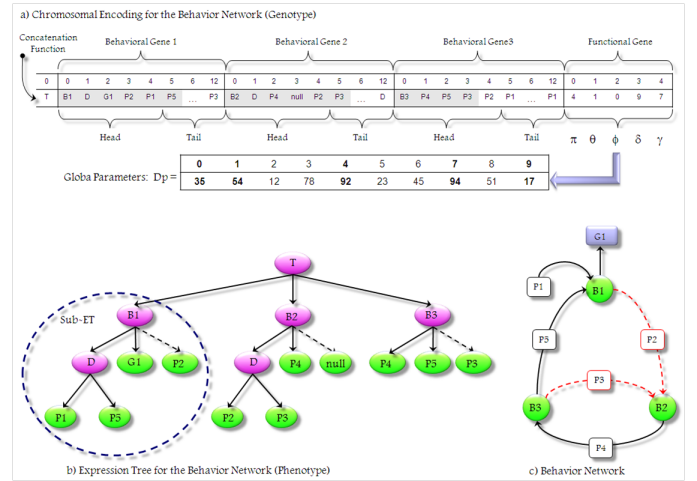 a) Chromosomal Encoding for the Behavior Network (Genotype)
Concatenation Function
Behavioral Gene 1
Behavioral Gene 2
Behavioral Gene3
Functional Gene
0 0 1 2 3 4 5 6 12 0 1 2 3 4 5 6 12 0 1 2 3 4 5 6 12 0 1 2 3 4
T B1 D G1 P2 P1 P5 ... P3 B2 D P4 null P2 P3 ... D B3 P4 P5 P3 P2 P1 ... P1 4 1 0 9 7
Head Tail Head Tail Head Tail π θ ϕ δ γ
0 1 2 3 4 5 6 7 8 9
Globa Parameters: Dp = 35 54 12 78 92 23 45 94 51 17
T
Sub-ET
B1 B2 B3
D G1 P2 D P4 null P4 P5 P3
P1 P5 P2 P3
b) Expression Tree for the Behavior Network (Phenotype)
G1
P1 B1
P5 P2
P3
B3 B2
P4
c) Behavior Network